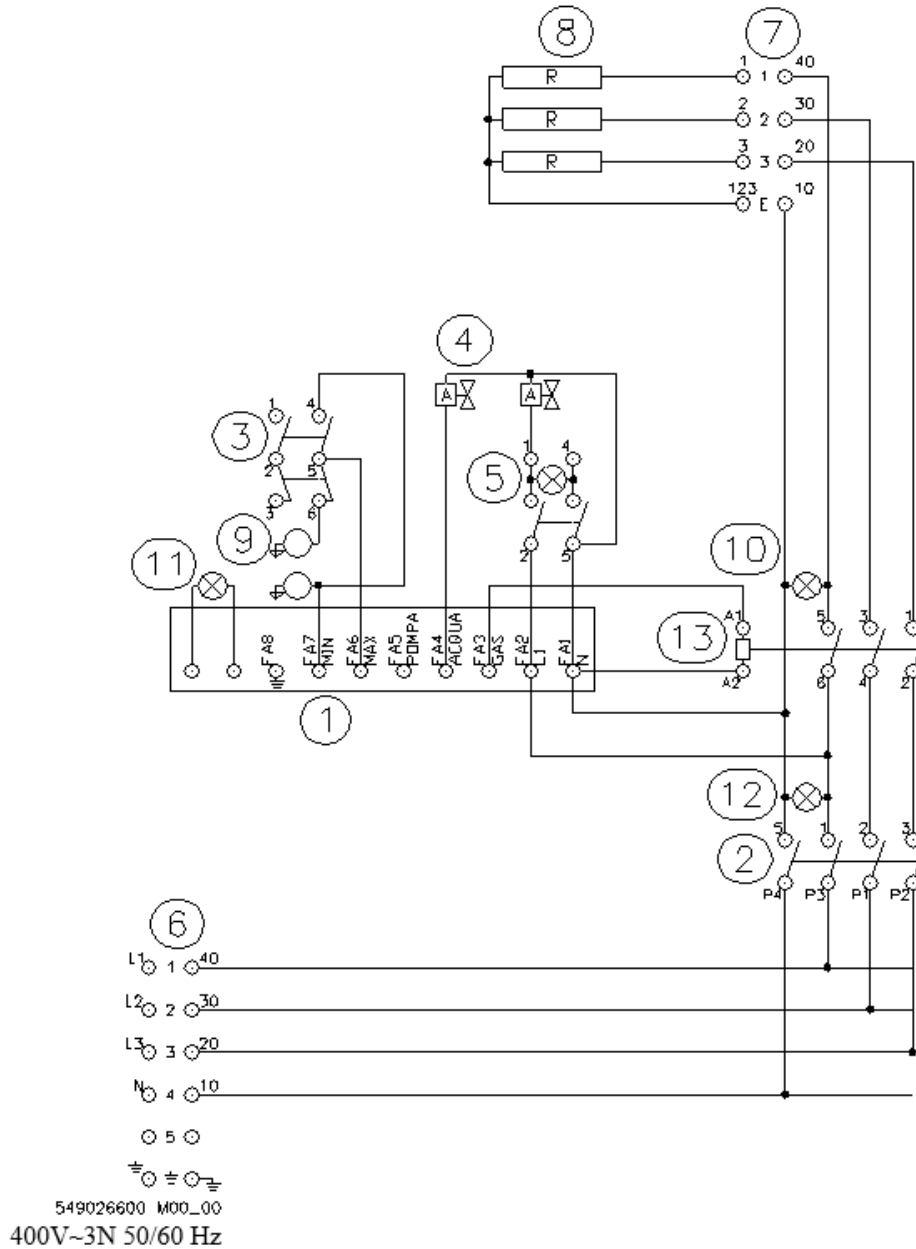 8 7
1 R 1 1 40
R 2 2 30
R 3 3 20
123 E 10
4
1 4
A A
3
1 4
2 5
5
3 6
9
2 5
11
10
FA8
FA7 MIN
FA6 MAX
FA5 POMPA
FA4 ACQUA
FA3 GAS
FA2 L1
FA1 N
A1 5 3 1
13
A2 6 4 2
1
12
5 1 2 3
2
P4 P3 P1 P2
6
L1 1 40
L2 2 30
L3 3 20
N 4 10
5
549026600 M00_00
400V~3N 50/60 Hz